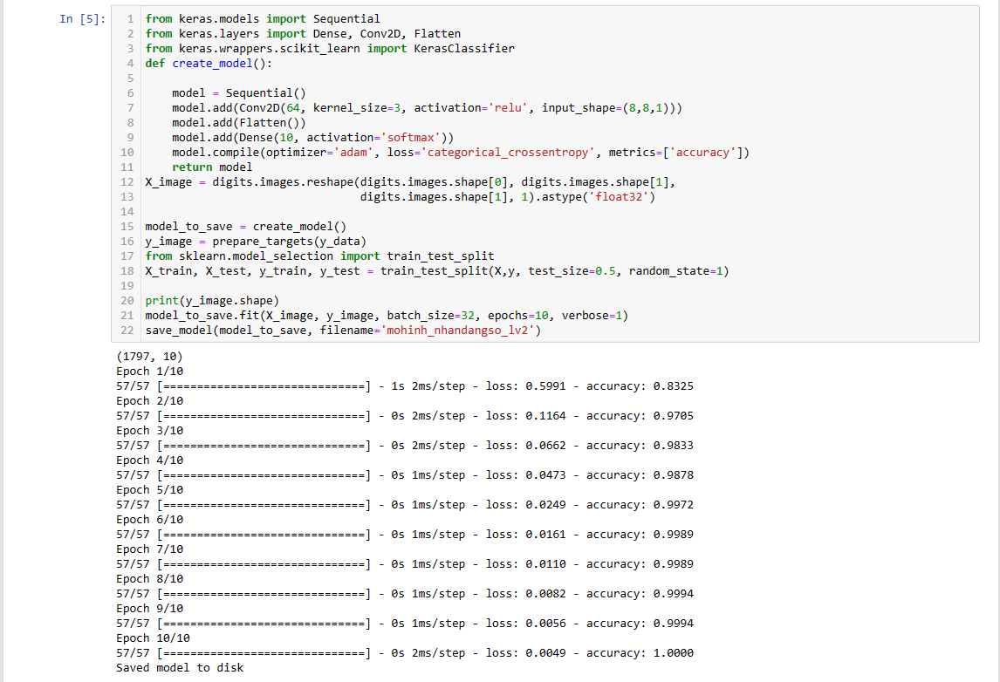 In [5]:
1 from keras.models import Sequential
2 from keras.layers import Dense, Conv2D, Flatten
3 from keras.wrappers.scikit_learn import KerasClassifier
4 def create_model():
5
6     model = Sequential()
7     model.add(Conv2D(64, kernel_size=3, activation='relu', input_shape=(8,8,1)))
8     model.add(Flatten())
9     model.add(Dense(10, activation='softmax'))
10     model.compile(optimizer='adam', loss='categorical_crossentropy', metrics=['accuracy'])
11     return model
12 X_image = digits.images.reshape(digits.images.shape[0], digits.images.shape[1],
13                                 digits.images.shape[1], 1).astype('float32')
14
15 model_to_save = create_model()
16 y_image = prepare_targets(y_data)
17 from sklearn.model_selection import train_test_split
18 X_train, X_test, y_train, y_test = train_test_split(X,y, test_size=0.5, random_state=1)
19
20 print(y_image.shape)
21 model_to_save.fit(X_image, y_image, batch_size=32, epochs=10, verbose=1)
22 save_model(model_to_save, filename='mohinh_nhandangso_lv2')
(1797, 10)
Epoch 1/10
57/57 [==============================] - 1s 2ms/step - loss: 0.5991 - accuracy: 0.8325
Epoch 2/10
57/57 [==============================] - 0s 2ms/step - loss: 0.1164 - accuracy: 0.9705
Epoch 3/10
57/57 [==============================] - 0s 2ms/step - loss: 0.0662 - accuracy: 0.9833
Epoch 4/10
57/57 [==============================] - 0s 1ms/step - loss: 0.0473 - accuracy: 0.9878
Epoch 5/10
57/57 [==============================] - 0s 1ms/step - loss: 0.0249 - accuracy: 0.9972
Epoch 6/10
57/57 [==============================] - 0s 1ms/step - loss: 0.0161 - accuracy: 0.9989
Epoch 7/10
57/57 [==============================] - 0s 1ms/step - loss: 0.0110 - accuracy: 0.9989
Epoch 8/10
57/57 [==============================] - 0s 1ms/step - loss: 0.0082 - accuracy: 0.9994
Epoch 9/10
57/57 [==============================] - 0s 1ms/step - loss: 0.0056 - accuracy: 0.9994
Epoch 10/10
57/57 [==============================] - 0s 2ms/step - loss: 0.0049 - accuracy: 1.0000
Saved model to disk